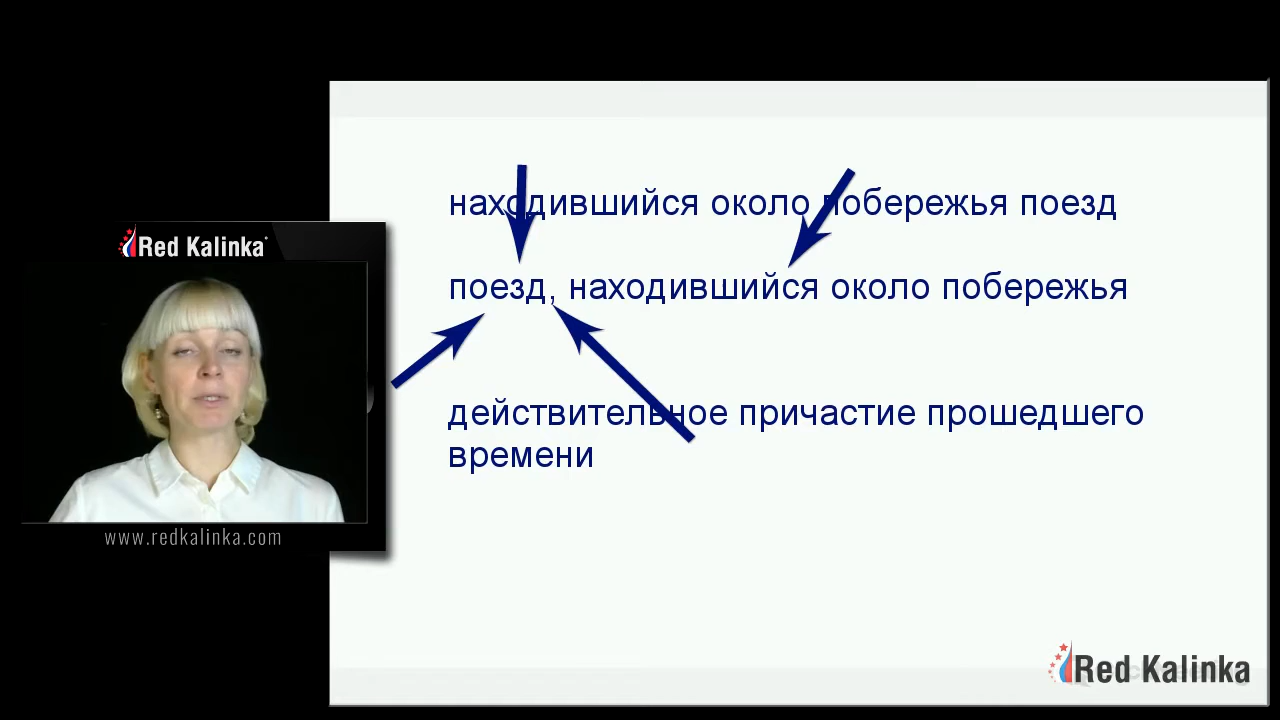 находившийся около побережья поезд
поезд, находившийся около побережья
действительное причастие прошедшего
времени
Red Kalinka
www.redkalinka.com
Red Kalinka